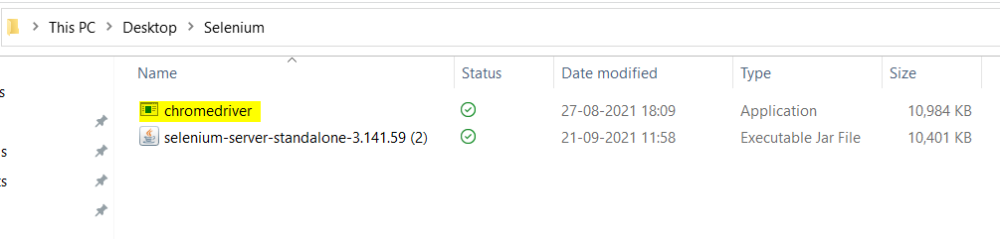 This PC > Desktop > Selenium
Name Status Date modified Type Size
chromedriver 27-08-2021 18:09 Application 10,984 KB
selenium-server-standalone-3.141.59 (2) 21-09-2021 11:58 Executable Jar File 10,401 KB
s
s
ts